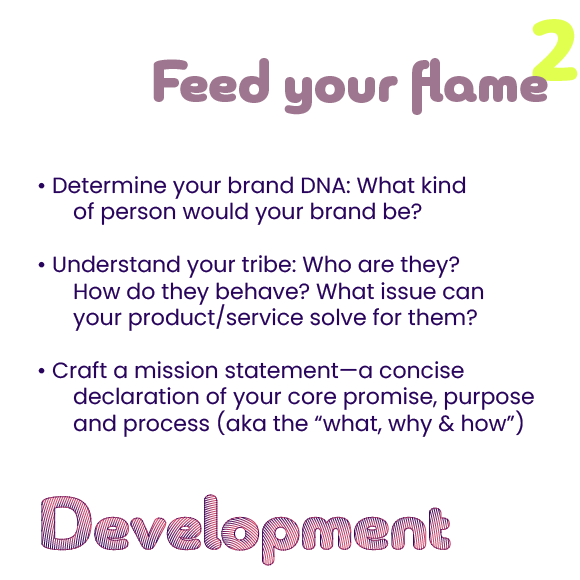 2
Feed your flame
• Determine your brand DNA: What kind
of person would your brand be?
• Understand your tribe: Who are they?
How do they behave? What issue can
your product/service solve for them?
• Craft a mission statement—a concise
declaration of your core promise, purpose
and process (aka the “what, why & how”)
Development